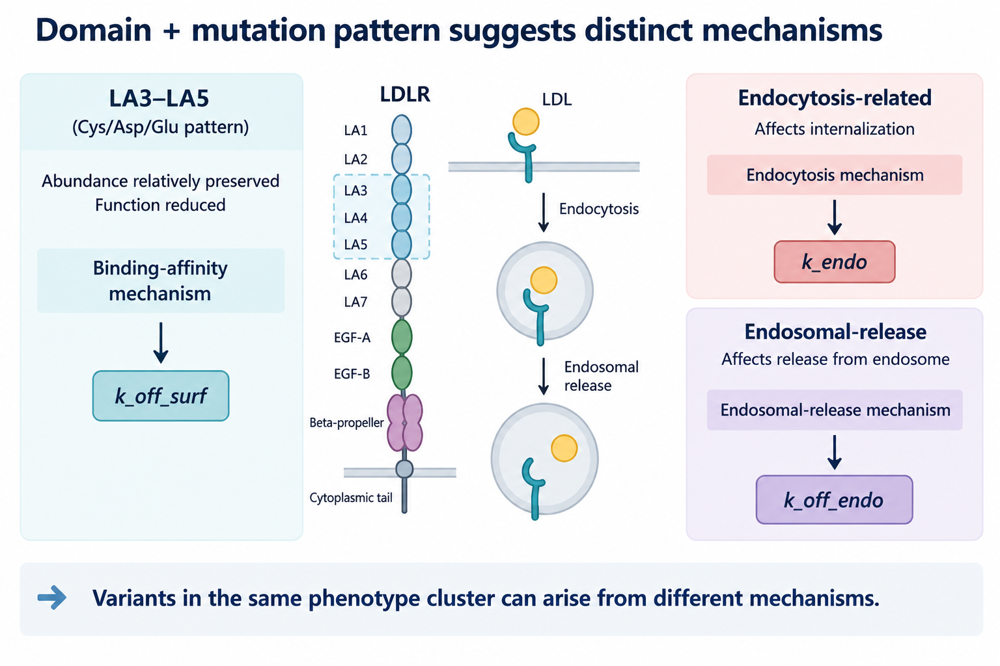 Domain + mutation pattern suggests distinct mechanisms
LA3–LA5
(Cys/Asp/Glu pattern)
Abundance relatively preserved
Function reduced
Binding-affinity
mechanism
k_off_surf
LDLR
LA1
LA2
LA3
LA4
LA5
LA6
LA7
EGF-A
EGF-B
Beta-propeller
Cytoplasmic tail
LDL
Endocytosis
Endosomal
release
Endocytosis-related
Affects internalization
Endocytosis mechanism
k_endo
Endosomal-release
Affects release from endosome
Endosomal-release mechanism
k_off_endo
Variants in the same phenotype cluster can arise from different mechanisms.